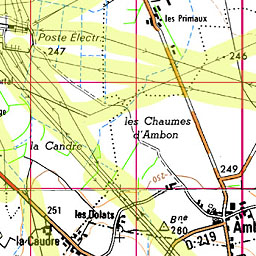 les Primaux
Poste Electr.
247
246
les Chaumes
d'Ambon
la Candre
249
250
251
les Dolats
Bne
260
la Caudre
D.219
Amb